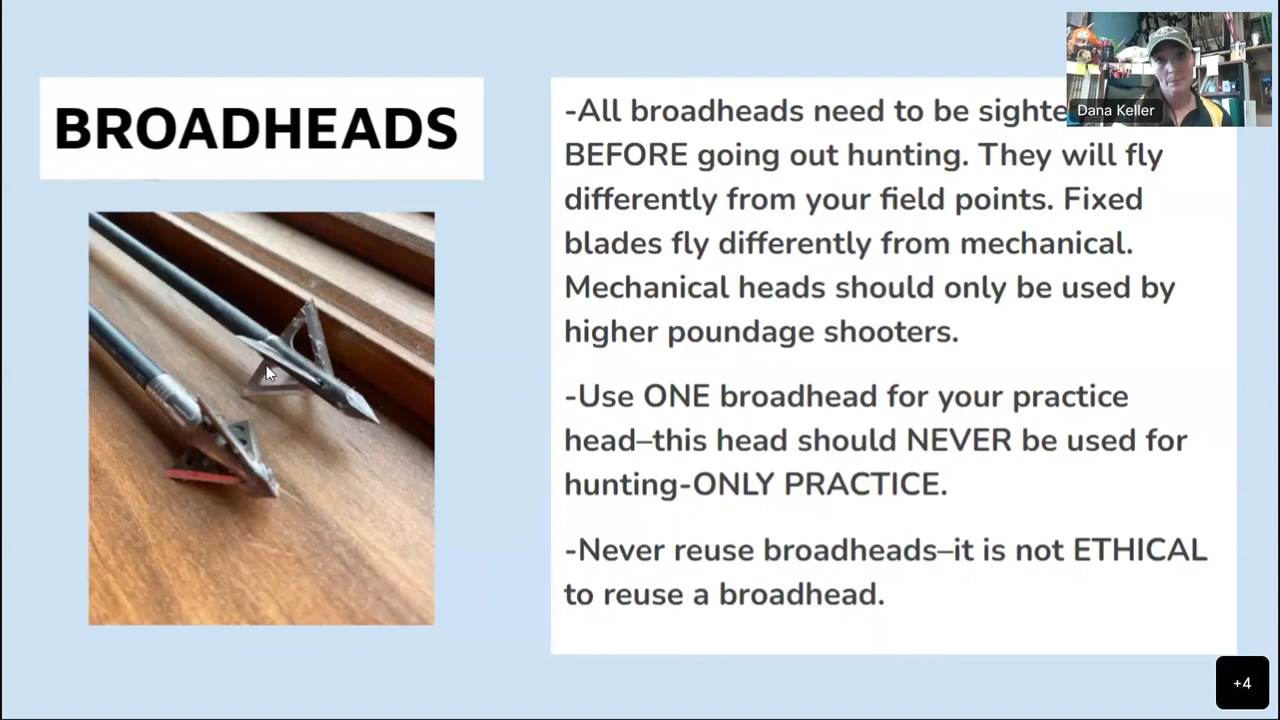 BROADHEADS
-All broadheads need to be sighte
BEFORE going out hunting. They will fly
differently from your field points. Fixed
blades fly differently from mechanical.
Mechanical heads should only be used by
higher poundage shooters.
-Use ONE broadhead for your practice
head–this head should NEVER be used for
hunting-ONLY PRACTICE.
-Never reuse broadheads–it is not ETHICAL
to reuse a broadhead.
Dana Keller
+4